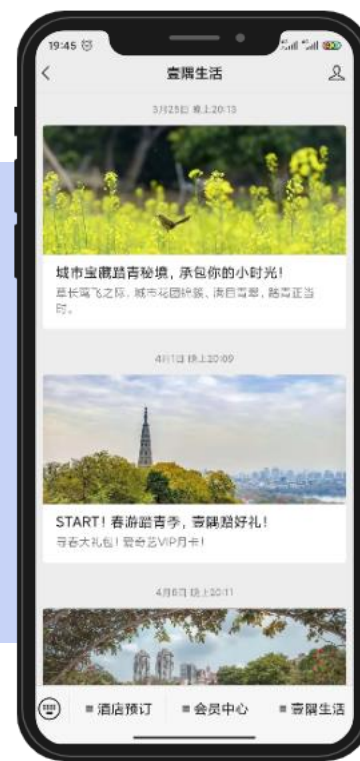 19:45
壹隅生活
3月25日 晚上20:13
城市宝藏踏青秘境，承包你的小时光！
草长莺飞之际，城市花团锦簇、满目青翠，踏青正当
时。
4月1日 晚上20:09
START！春游踏青季，壹隅踏好礼！
寻春大礼包！爱奇艺VIP月卡！
4月6日 晚上20:11
酒店预订
会员中心
壹隅生活